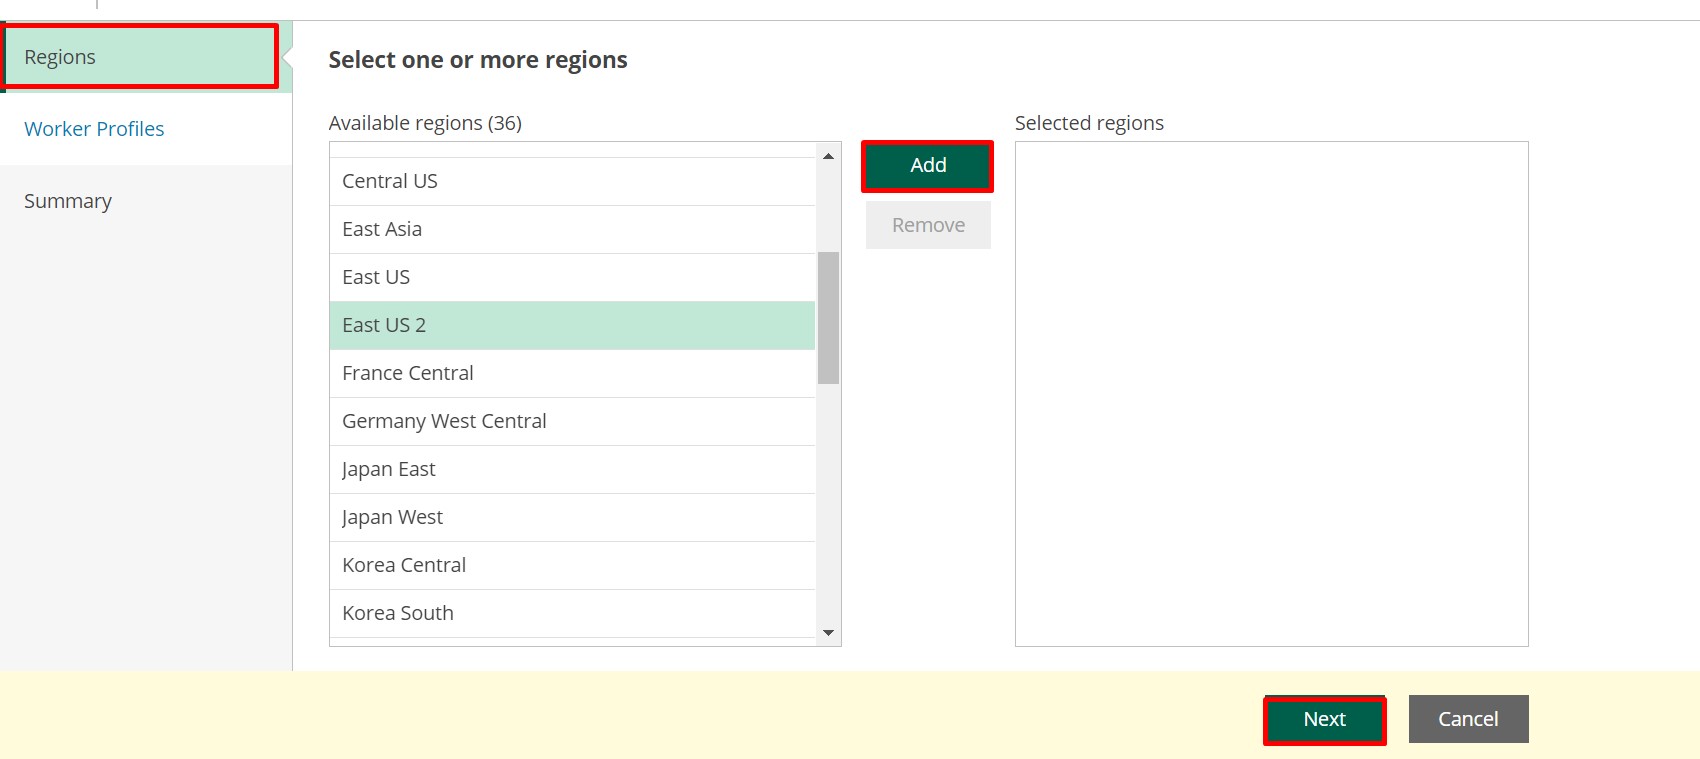 Regions
Worker Profiles
Summary
Select one or more regions
Available regions (36)
Central US
East Asia
East US
East US 2
France Central
Germany West Central
Japan East
Japan West
Korea Central
Korea South
Add
Remove
Selected regions
Next
Cancel